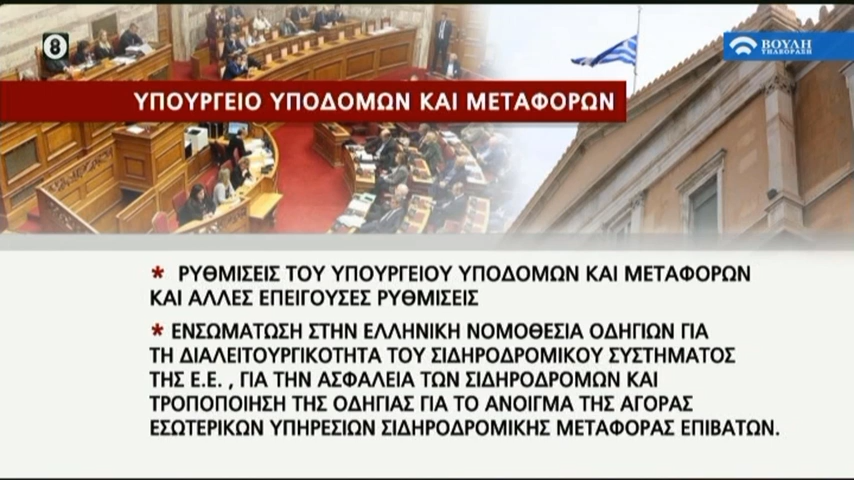 8
ΒΟΥΛΗ
ΤΗΛΕΟΡΑΣΗ
ΥΠΟΥΡΓΕΙΟ ΥΠΟΔΟΜΩΝ ΚΑΙ ΜΕΤΑΦΟΡΩΝ
* ΡΥΘΜΙΣΕΙΣ ΤΟΥ ΥΠΟΥΡΓΕΙΟΥ ΥΠΟΔΟΜΩΝ ΚΑΙ ΜΕΤΑΦΟΡΩΝ
ΚΑΙ ΑΛΛΕΣ ΕΠΕΙΓΟΥΣΕΣ ΡΥΘΜΙΣΕΙΣ
* ΕΝΣΩΜΑΤΩΣΗ ΣΤΗΝ ΕΛΛΗΝΙΚΗ ΝΟΜΟΘΕΣΙΑ ΟΔΗΓΙΩΝ ΓΙΑ
ΤΗ ΔΙΑΛΕΙΤΟΥΡΓΙΚΟΤΗΤΑ ΤΟΥ ΣΙΔΗΡΟΔΡΟΜΙΚΟΥ ΣΥΣΤΗΜΑΤΟΣ
ΤΗΣ Ε.Ε. , ΓΙΑ ΤΗΝ ΑΣΦΑΛΕΙΑ ΤΩΝ ΣΙΔΗΡΟΔΡΟΜΩΝ ΚΑΙ
ΤΡΟΠΟΠΟΙΗΣΗ ΤΗΣ ΟΔΗΓΙΑΣ ΓΙΑ ΤΟ ΑΝΟΙΓΜΑ ΤΗΣ ΑΓΟΡΑΣ
ΕΣΩΤΕΡΙΚΩΝ ΥΠΗΡΕΣΙΩΝ ΣΙΔΗΡΟΔΡΟΜΙΚΗΣ ΜΕΤΑΦΟΡΑΣ ΕΠΙΒΑΤΩΝ.